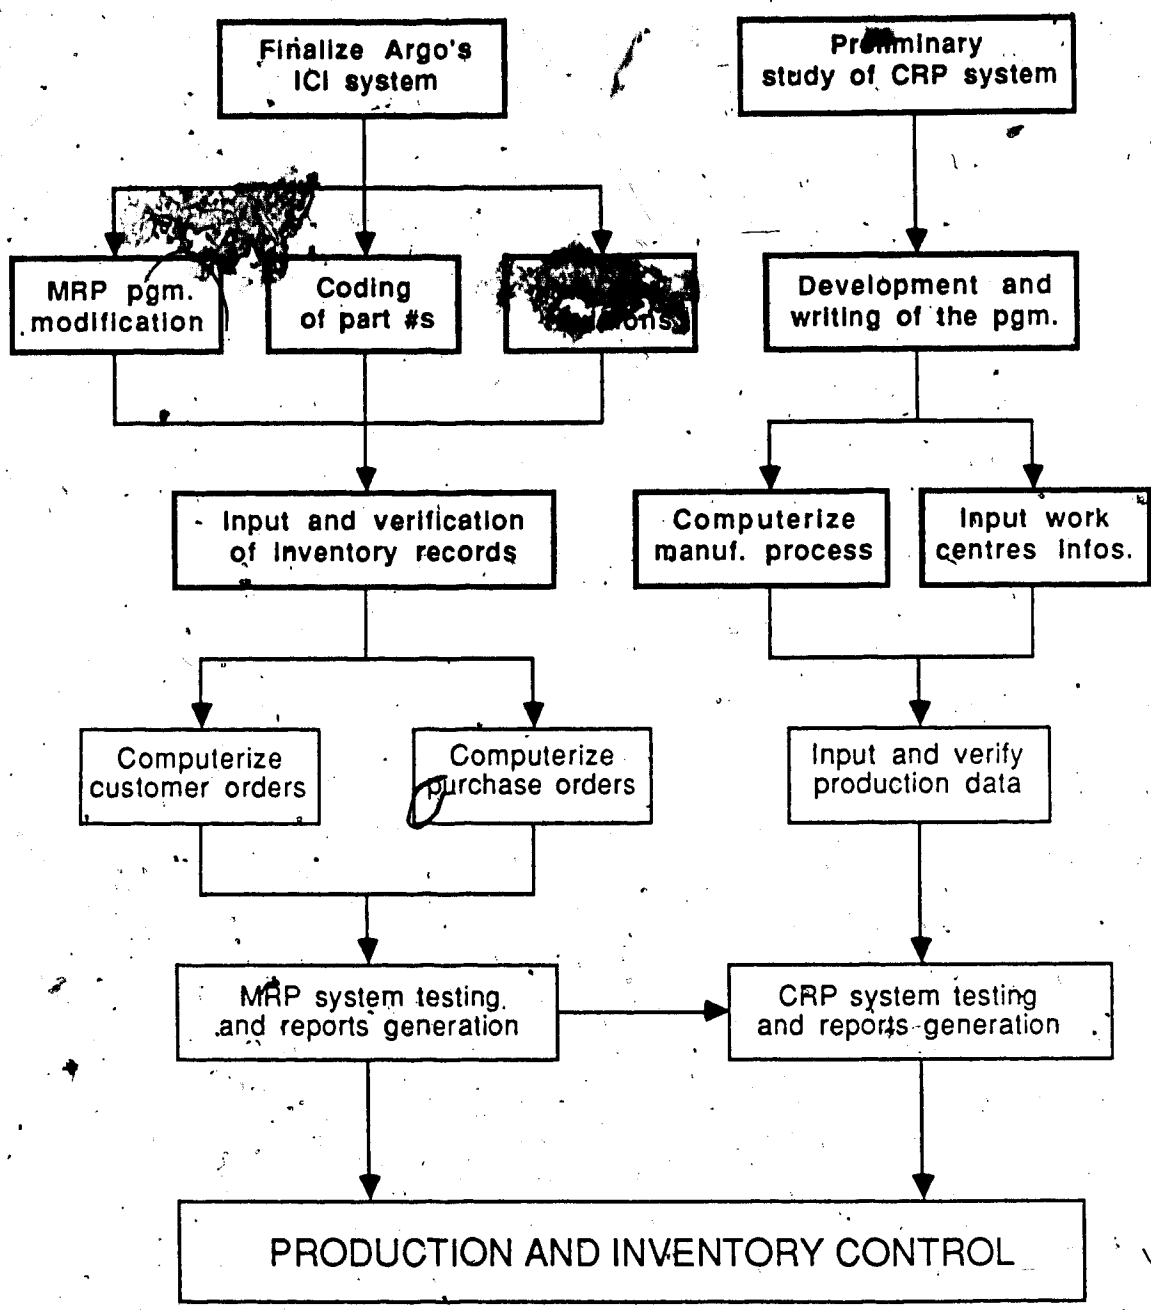 Finalize Argo's
ICI system
Preliminary
study of CRP system
MRP pgm.
modification
Coding
of part #s
Development and
writing of the pgm.
Input and verification
of inventory records
Computerize
manuf. process
Input work
centres infos.
Computerize
customer orders
Computerize
purchase orders
Input and verify
production data
MRP system testing
and reports generation
CRP system testing
and reports generation
PRODUCTION AND INVENTORY CONTROL